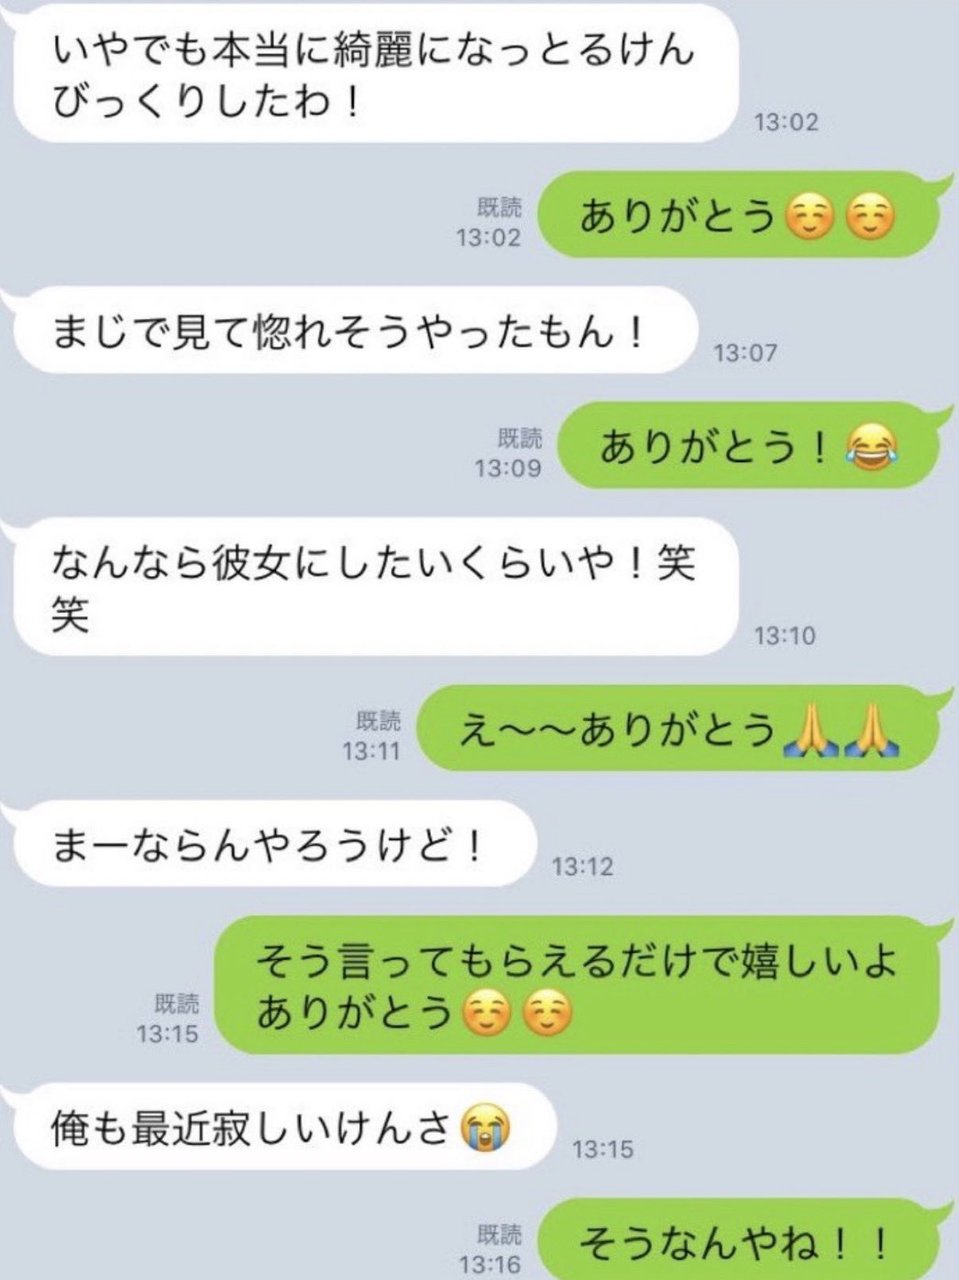 いやでも本当に綺麗になっとるけん
びっくりしたわ！
13:02
既読
13:02
ありがとう☺️☺️
まじで見て惚れそうやったもん！
13:07
既読
13:09
ありがとう！😂
なんなら彼女にしたいくらいや！笑
笑
13:10
既読
13:11
え〜〜ありがとう🙏🙏
まーならんやろうけど！
13:12
そう言ってもらえるだけで嬉しいよ
ありがとう☺️☺️
既読
13:15
俺も最近寂しいけんさ😭
13:15
既読
13:16
そうなんやね！！